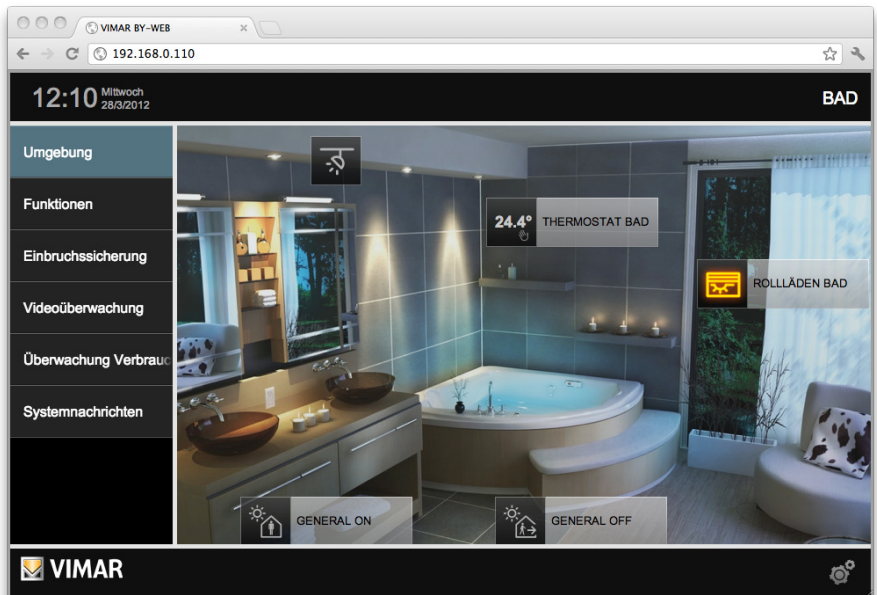 VIMAR BY-WEB
192.168.0.110
12:10 Mittwoch
28/3/2012
BAD
Umgebung
Funktionen
Einbruchssicherung
Videoüberwachung
Überwachung Verbrauc
Systemnachrichten
24.4° THERMOSTAT BAD
ROLLLÄDEN BAD
GENERAL ON
GENERAL OFF
VIMAR